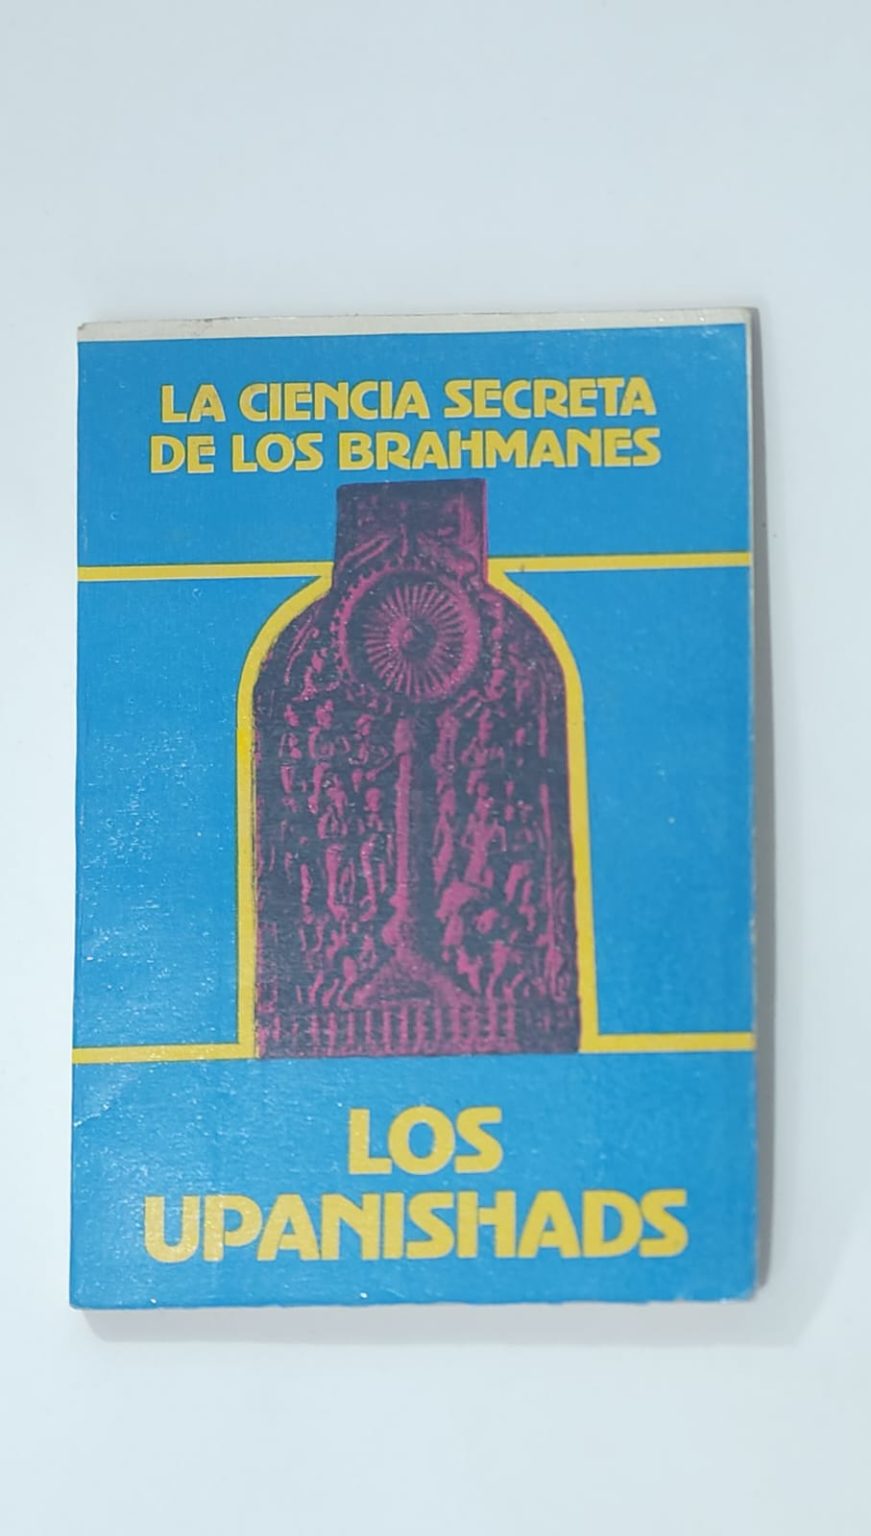 LA CIENCIA SECRETA
DE LOS BRAHMANES
LOS
UPANISHADS